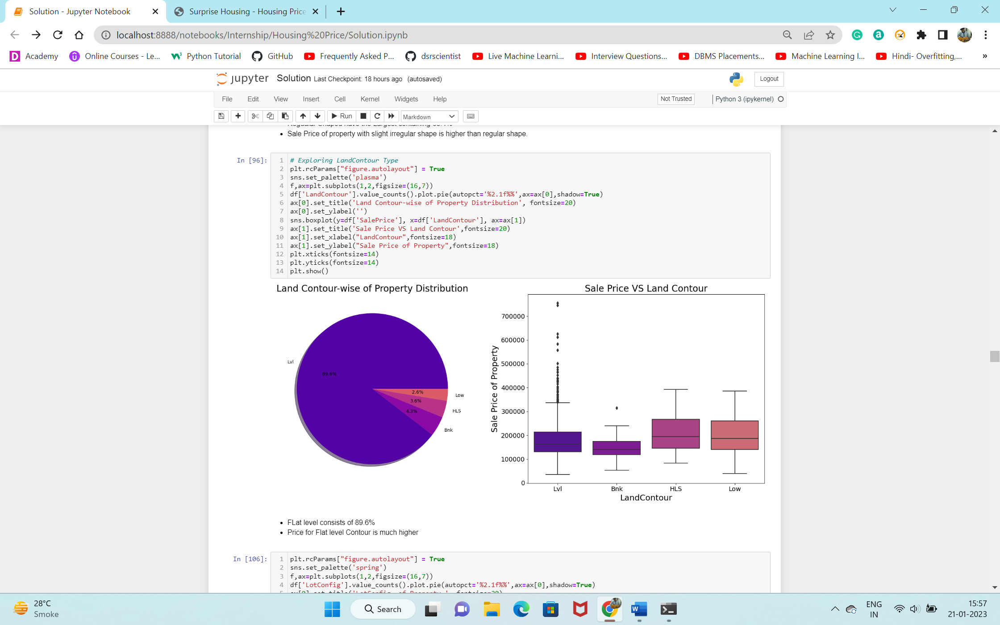 Solution - Jupyter Notebook
Surprise Housing - Housing Price
localhost:8888/notebooks/Internship/Housing%20Price/Solution.ipynb
Academy
Online Courses - Le...
Python Tutorial
GitHub
Frequently Asked P...
dsrscientist
Live Machine Learni...
Interview Questions...
DBMS Placements...
Machine Learning I...
Hindi- Overfitting,...
»
jupyter Solution Last Checkpoint: 18 hours ago (autosaved)
Logout
File Edit View Insert Cell Kernel Widgets Help
Not Trusted
Python 3 (ipykernel)
Run
Markdown
• Sale Price of property with slight irregular shape is higher than regular shape.
In [96]:
1 # Exploring LandContour Type
2 plt.rcParams["figure.autolayout"] = True
3 sns.set_palette('plasma')
4 f,ax=plt.subplots(1,2,figsize=(16,7))
5 df['LandContour'].value_counts().plot.pie(autopct='%2.1f%%',ax=ax[0],shadow=True)
6 ax[0].set_title('Land Contour-wise of Property Distribution', fontsize=20)
7 ax[0].set_ylabel('')
8 sns.boxplot(y=df['SalePrice'], x=df['LandContour'], ax=ax[1])
9 ax[1].set_title('Sale Price VS Land Contour',fontsize=20)
10 ax[1].set_xlabel("LandContour",fontsize=18)
11 ax[1].set_ylabel("Sale Price of Property",fontsize=18)
12 plt.xticks(fontsize=14)
13 plt.yticks(fontsize=14)
14 plt.show()
Land Contour-wise of Property Distribution
Lvl
89.6%
2.6%
Low
3.6%
HLS
4.3%
Bnk
Sale Price VS Land Contour
Sale Price of Property
700000
600000
500000
400000
300000
200000
100000
0
Lvl Bnk HLS Low
LandContour
• FLat level consists of 89.6%
• Price for Flat level Contour is much higher
In [106]:
1 plt.rcParams["figure.autolayout"] = True
2 sns.set_palette('spring')
3 f,ax=plt.subplots(1,2,figsize=(16,7))
4 df['LotConfig'].value_counts().plot.pie(autopct='%2.1f%%',ax=ax[0],shadow=True)
28°C
Smoke
Search
ENG
IN
15:57
21-01-2023